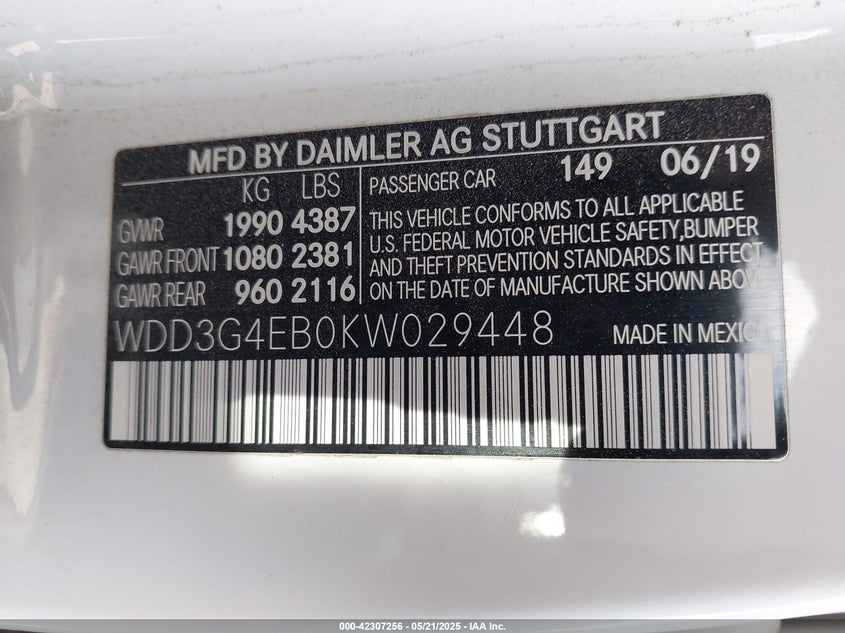 MFD BY DAIMLER AG STUTTGART
KG LBS
GVWR 1990 4387
GAWR FRONT 1080 2381
GAWR REAR 960 2116
PASSENGER CAR 149 06/19
THIS VEHICLE CONFORMS TO ALL APPLICABLE
U.S. FEDERAL MOTOR VEHICLE SAFETY,BUMPER
AND THEFT PREVENTION STANDARDS IN EFFECT
ON THE DATE OF MANUFACTURE SHOWN ABOVE
WDD3G4EB0KW029448 MADE IN MEXICO
000-42307256 - 05/21/2025 - IAA Inc.